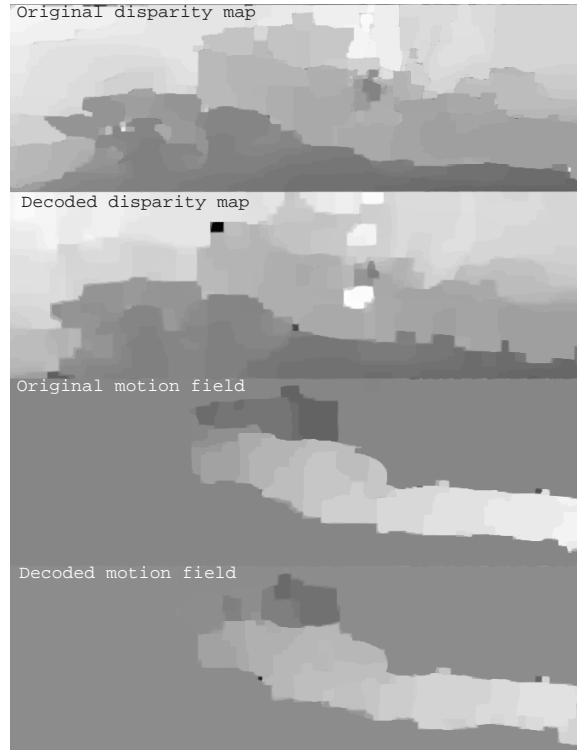 Original disparity map
Decoded disparity map
Original motion field
Decoded motion field